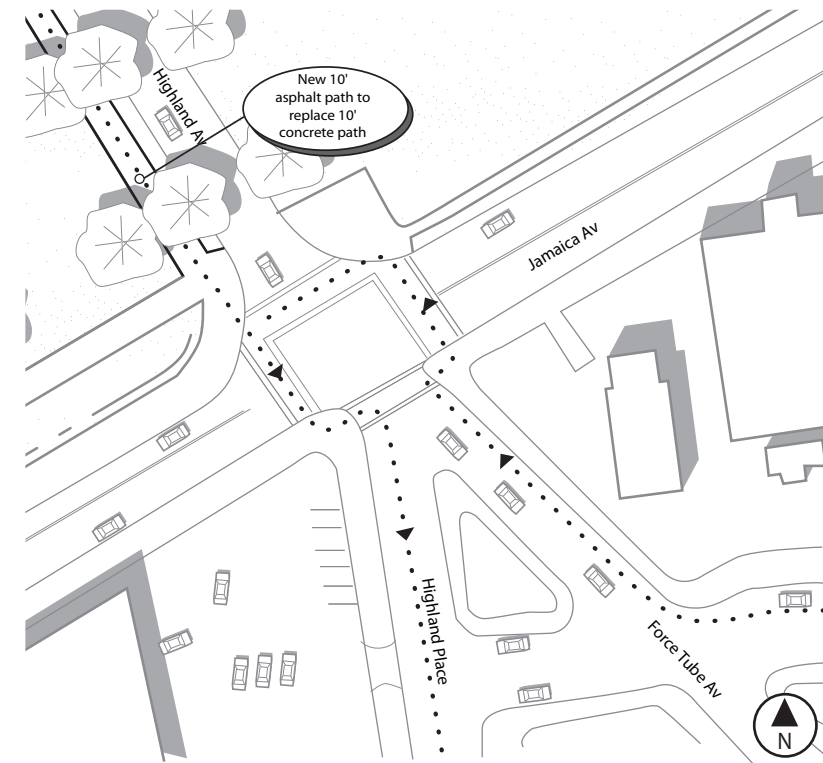 New 10'
asphalt path to
replace 10'
concrete path
Highland Av
Jamaica Av
Highland Place
Force Tube Av
N